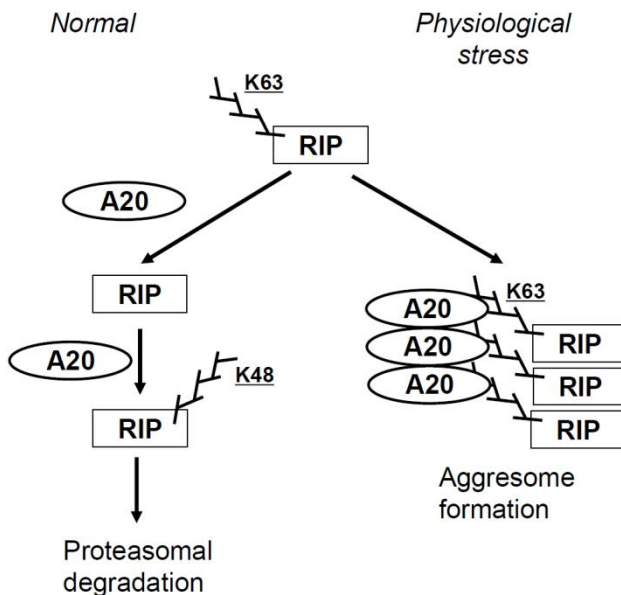 Normal
Physiological
stress
K63
RIP
A20
RIP
A20
K48
RIP
Proteasomal
degradation
K63
A20
RIP
A20
RIP
A20
RIP
Aggresome
formation